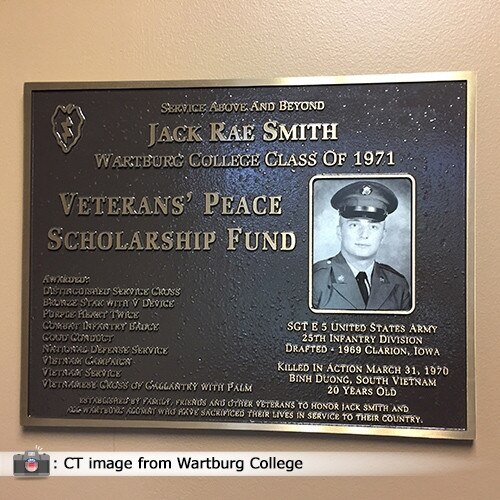 Service Above And Beyond
Jack Rae Smith
Wartburg College Class Of 1971
Veterans' Peace
Scholarship Fund
Awarded:
Distinguished Service Cross
Bronze Star with V Device
Purple Heart Twice
Combat Infantry Badge
Good Conduct
National Defense Service
Vietnam Campaign
Vietnam Service
Vietnamese Cross of Gallantry with Palm
SGT E 5 United States Army
25th Infantry Division
Drafted - 1969 Clarion, Iowa
Killed in Action March 31, 1970
Binh Duong, South Vietnam
20 Years Old
Established by family, friends and other veterans to honor Jack Smith and
all Wartburg alumni who have sacrificed their lives in service to their country.
: CT image from Wartburg College